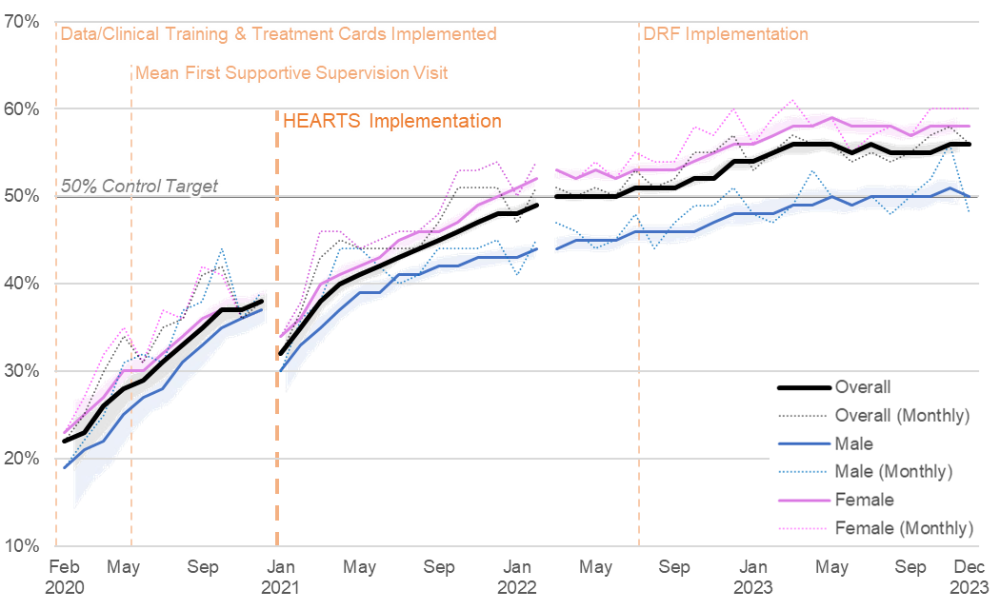 70%
Data/Clinical Training & Treatment Cards Implemented
DRF Implementation
Mean First Supportive Supervision Visit
60%
HEARTS Implementation
50% Control Target
50%
40%
30%
Overall
Overall (Monthly)
Male
20%
Male (Monthly)
Female
Female (Monthly)
10%
Feb May Sep Jan May Sep Jan May Sep Jan May Sep Dec
2020 2021 2022 2023 2023